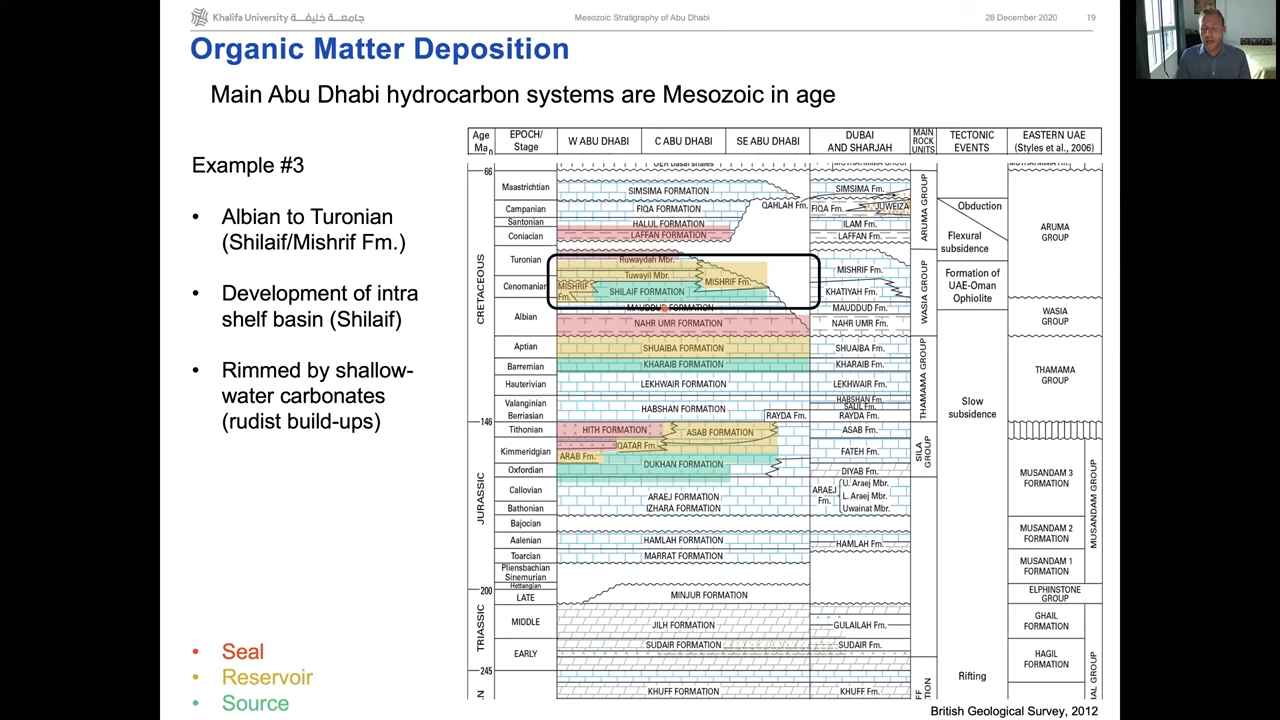 Khalifa University جامعـــة خليفــة
Mesozoic Stratigraphy of Abu Dhabi
28 December 2020
19
Organic Matter Deposition
Main Abu Dhabi hydrocarbon systems are Mesozoic in age
Example #3
• Albian to Turonian
(Shilaif/Mishrif Fm.)
• Development of intra
shelf basin (Shilaif)
• Rimmed by shallow-
water carbonates
(rudist build-ups)
• Seal
• Reservoir
• Source
Age
Ma
EPOCH/
Stage
W ABU DHABI
C ABU DHABI
SE ABU DHABI
DUBAI
AND SHARJAH
MAIN
ROCK
UNITS
TECTONIC
EVENTS
EASTERN UAE
(Styles et al., 2006)
66
146
200
245
CRETACEOUS
JURASSIC
TRIASSIC
Maastrichtian
Campanian
Santonian
Coniacian
Turonian
Cenomanian
Albian
Aptian
Barremian
Hauterivian
Valanginian
Berriasian
Tithonian
Kimmeridgian
Oxfordian
Callovian
Bathonian
Bajocian
Aalenian
Toarcian
Pliensbachian
Sinemurian
Hettangian
LATE
MIDDLE
EARLY
SIMSIMA FORMATION
QAHLAH Fm.
FIQA FORMATION
HALUL FORMATION
LAFFAN FORMATION
Ruwaydah Mbr.
Tuwayil Mbr.
MISHRIF
Fm.
SHILAIF FORMATION
MISHRIF Fm.
MAUDDUD FORMATION
NAHR UMR FORMATION
SHUAIBA FORMATION
KHARAIB FORMATION
LEKHWAIR FORMATION
HABSHAN FORMATION
RAYDA Fm.
HITH FORMATION
ASAB FORMATION
QATAR Fm.
ARAB Fm.
DUKHAN FORMATION
ARAEJ FORMATION
IZHARA FORMATION
HAMLAH FORMATION
MARRAT FORMATION
MINJUR FORMATION
JILH FORMATION
SUDAIR FORMATION
KHUFF FORMATION
SIMSIMA Fm.
FIQA Fm.
JUWEIZA
ILAM Fm.
LAFFAN Fm.
MISHRIF Fm.
KHATIYAH Fm.
MAUDDUD Fm.
NAHR UMR Fm.
SHUAIBA Fm.
KHARAIB Fm.
LEKHWAIR Fm.
HABSHAN Fm.
SALIL Fm.
RAYDA Fm.
ASAB Fm.
FATEH Fm.
DIYAB Fm.
ARAEJ
Fm.
U. Araej Mbr.
L. Araej Mbr.
Uwainat Mbr.
HAMLAH Fm.
GULAILAH Fm.
SUDAIR Fm.
KHUFF Fm.
ARUMA GROUP
WASIA GROUP
THAMAMA GROUP
SILA
GROUP
Obduction
Flexural
subsidence
Formation of
UAE-Oman
Ophiolite
Slow
subsidence
Rifting
ARUMA
GROUP
WASIA
GROUP
THAMAMA
GROUP
MUSANDAM 3
FORMATION
MUSANDAM 2
FORMATION
MUSANDAM 1
FORMATION
MUSANDAM GROUP
ELPHINSTONE
GROUP
GHAIL
FORMATION
HAGIL
FORMATION
British Geological Survey, 2012